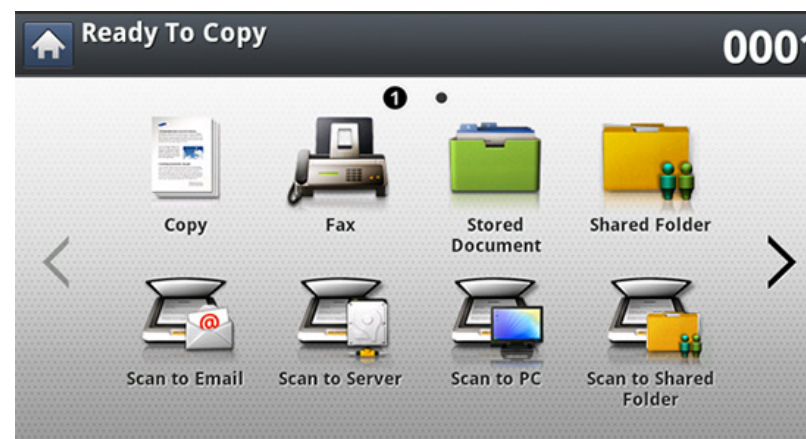 Ready To Copy
0001
1
Copy
Fax
Stored
Document
Shared Folder
@
Scan to Email
Scan to Server
Scan to PC
Scan to Shared
Folder